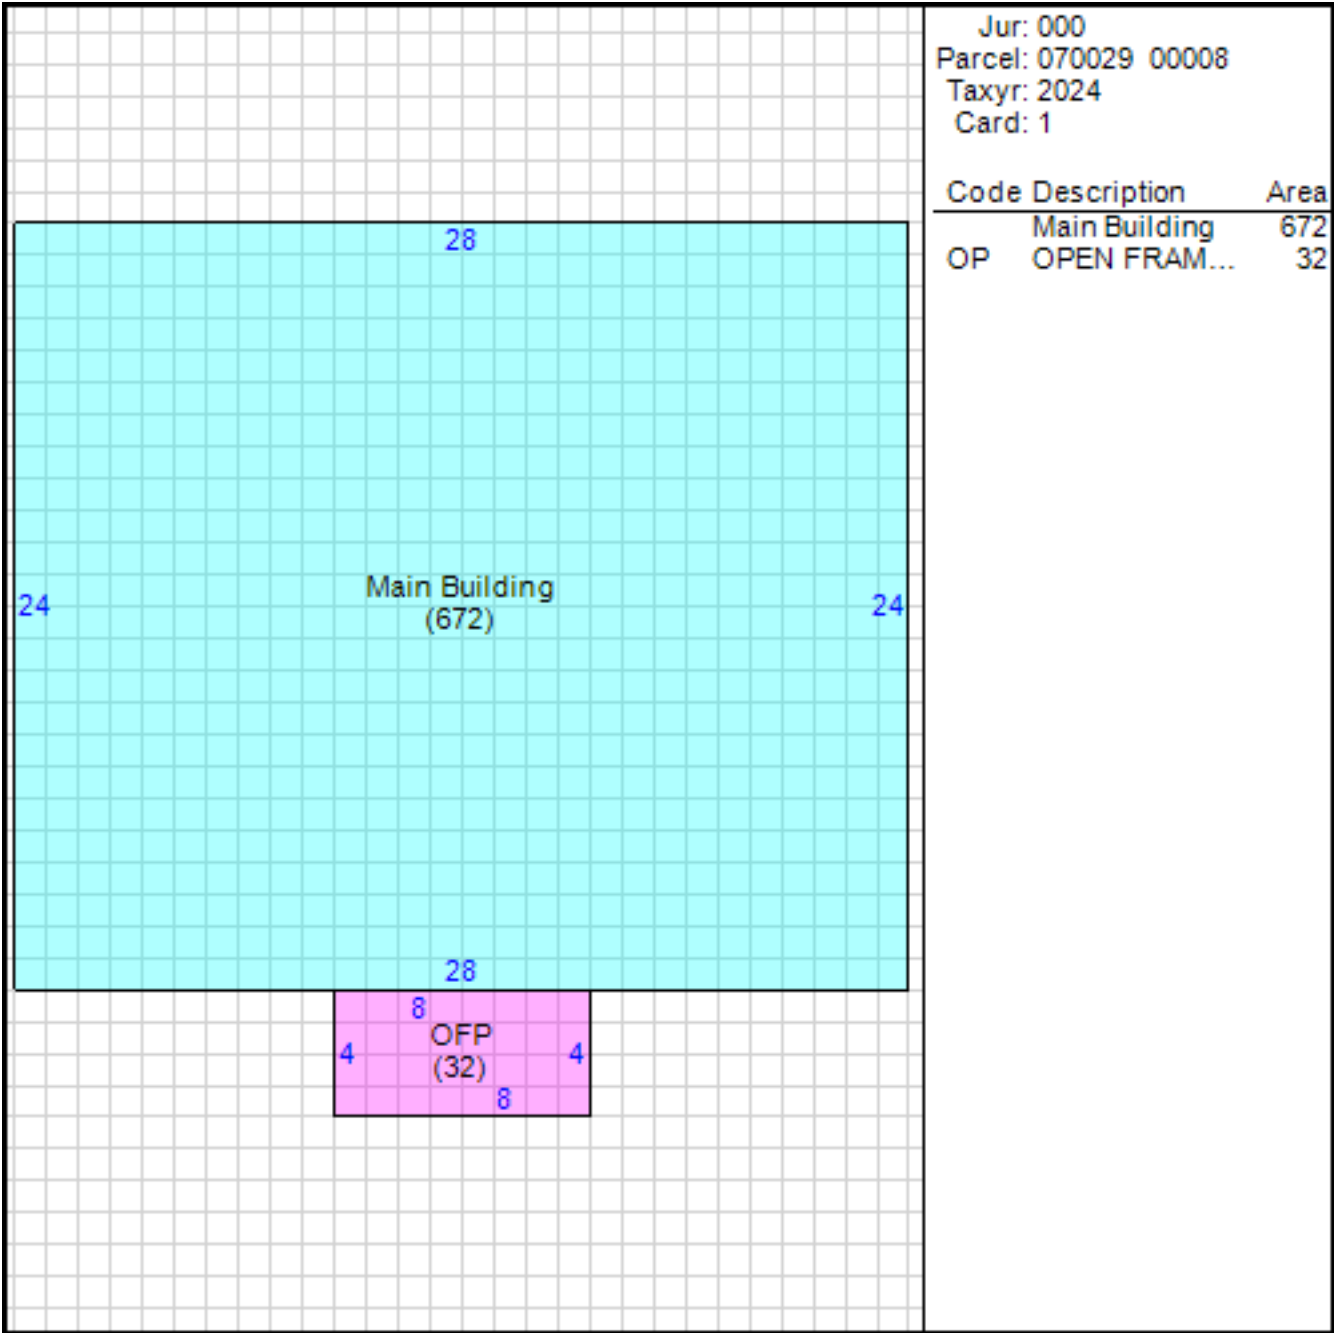 Jur: 000
Parcel: 070029 00008
Taxyr: 2024
Card: 1
Code Description Area
Main Building 672
OP OPEN FRAM... 32
28
24
Main Building
(672)
24
28
8
OFP
4
4
(32)
8